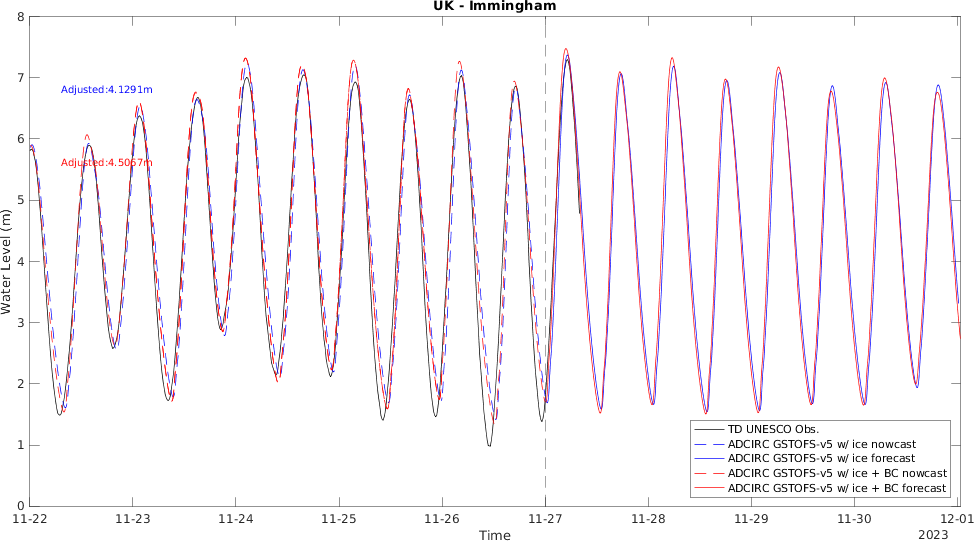 UK - Immingham
8
7
6
5
4
3
2
1
0
Water Level (m)
Adjusted:4.1291m
Adjusted:4.5057m
TD UNESCO Obs.
ADCIRC GSTOFS-v5 w/ ice nowcast
ADCIRC GSTOFS-v5 w/ ice forecast
ADCIRC GSTOFS-v5 w/ ice + BC nowcast
ADCIRC GSTOFS-v5 w/ ice + BC forecast
11-22 11-23 11-24 11-25 11-26 11-27 11-28 11-29 11-30 12-01
Time
2023